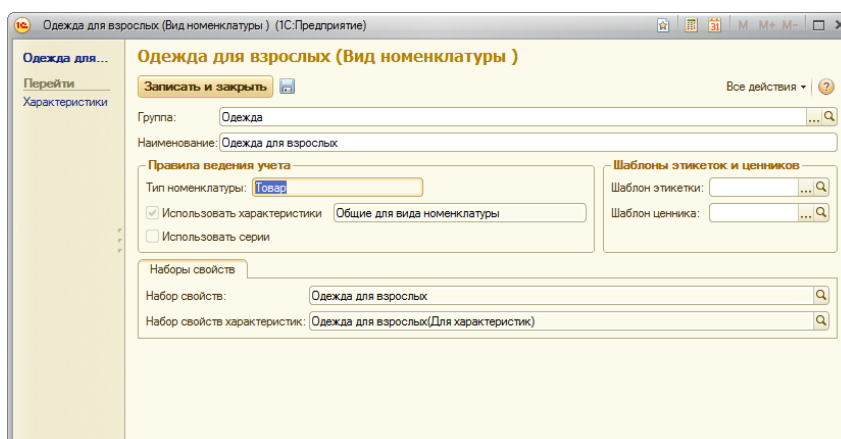 Одежда для взрослых (Вид номенклатуры ) (1С:Предприятие)
M M+ M-
Одежда для...
Перейти
Характеристики
Одежда для взрослых (Вид номенклатуры )
Записать и закрыть
Все действия
Группа: Одежда
Наименование: Одежда для взрослых
Правила ведения учета
Тип номенклатуры: Товар
Использовать характеристики Общие для вида номенклатуры
Использовать серии
Шаблоны этикеток и ценников
Шаблон этикетки: ...
Шаблон ценника: ...
Наборы свойств
Набор свойств: Одежда для взрослых
Набор свойств характеристик: Одежда для взрослых(Для характеристик)